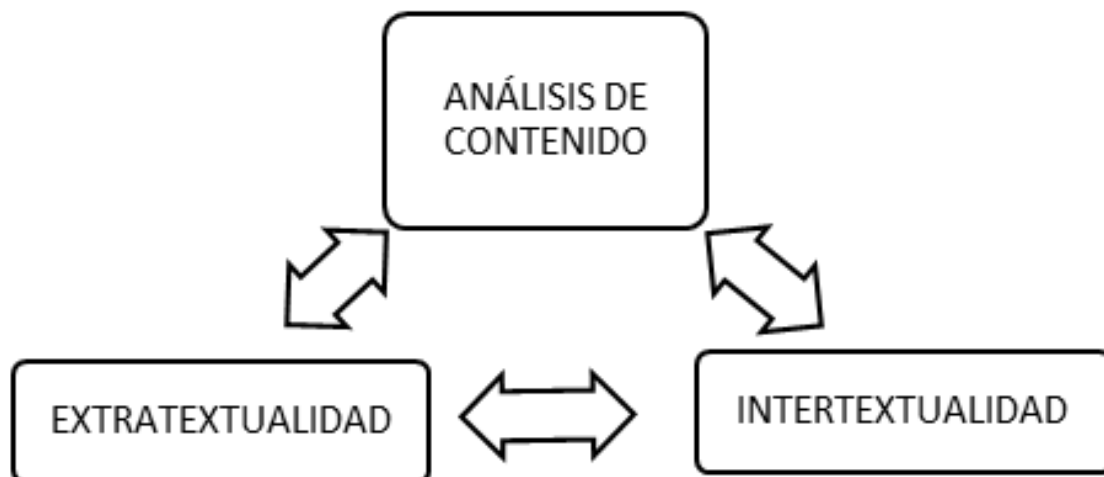 ANÁLISIS DE
CONTENIDO
EXTRATEXTUALIDAD
INTERTEXTUALIDAD